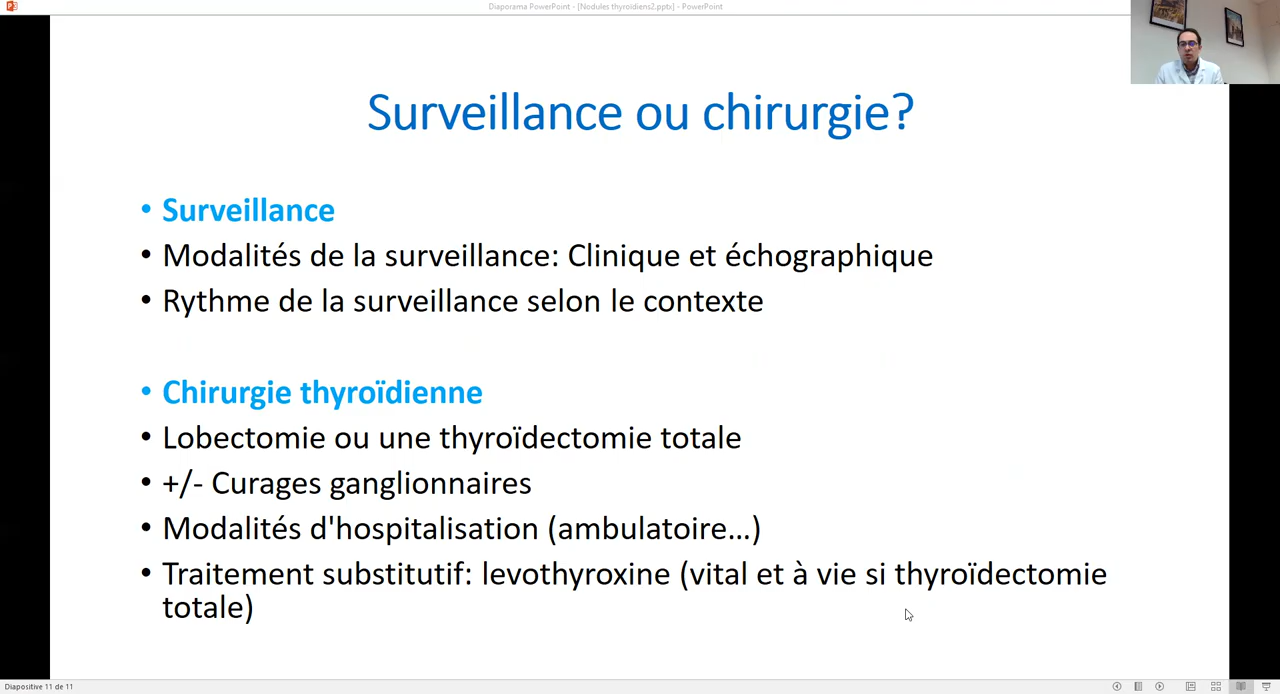 Diaporama PowerPoint - [Nodules thyroidiens2.pptx] - PowerPoint
Surveillance ou chirurgie?
• Surveillance
• Modalités de la surveillance: Clinique et échographique
• Rythme de la surveillance selon le contexte
• Chirurgie thyroïdienne
• Lobectomie ou une thyroïdectomie totale
• +/- Curages ganglionnaires
• Modalités d'hospitalisation (ambulatoire…)
• Traitement substitutif: levothyroxine (vital et à vie si thyroïdectomie
totale)
Diapositive 11 de 11